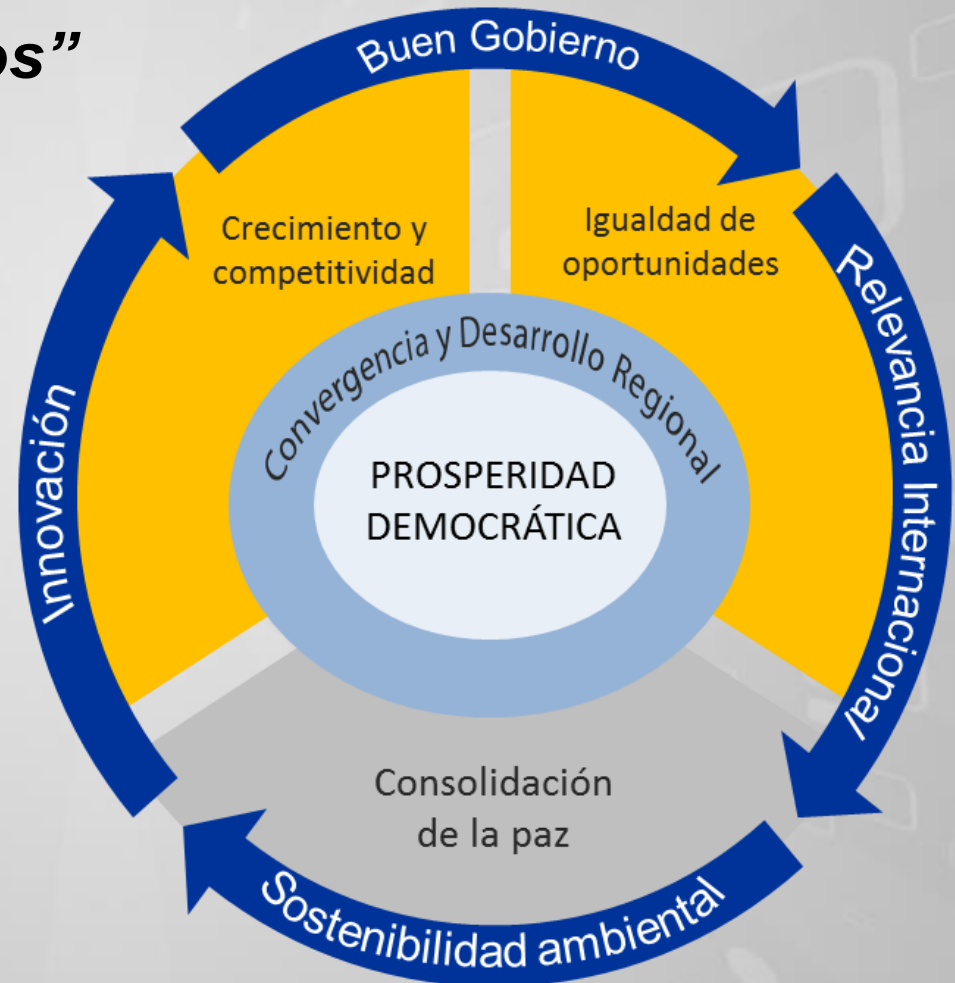 os”
Buen Gobierno
Crecimiento y
competitividad
Igualdad de
oportunidades
Relevancia Internacional
Innovación
Convergencia y Desarrollo Regional
PROSPERIDAD
DEMOCRÁTICA
Consolidación
de la paz
Sostenibilidad ambiental